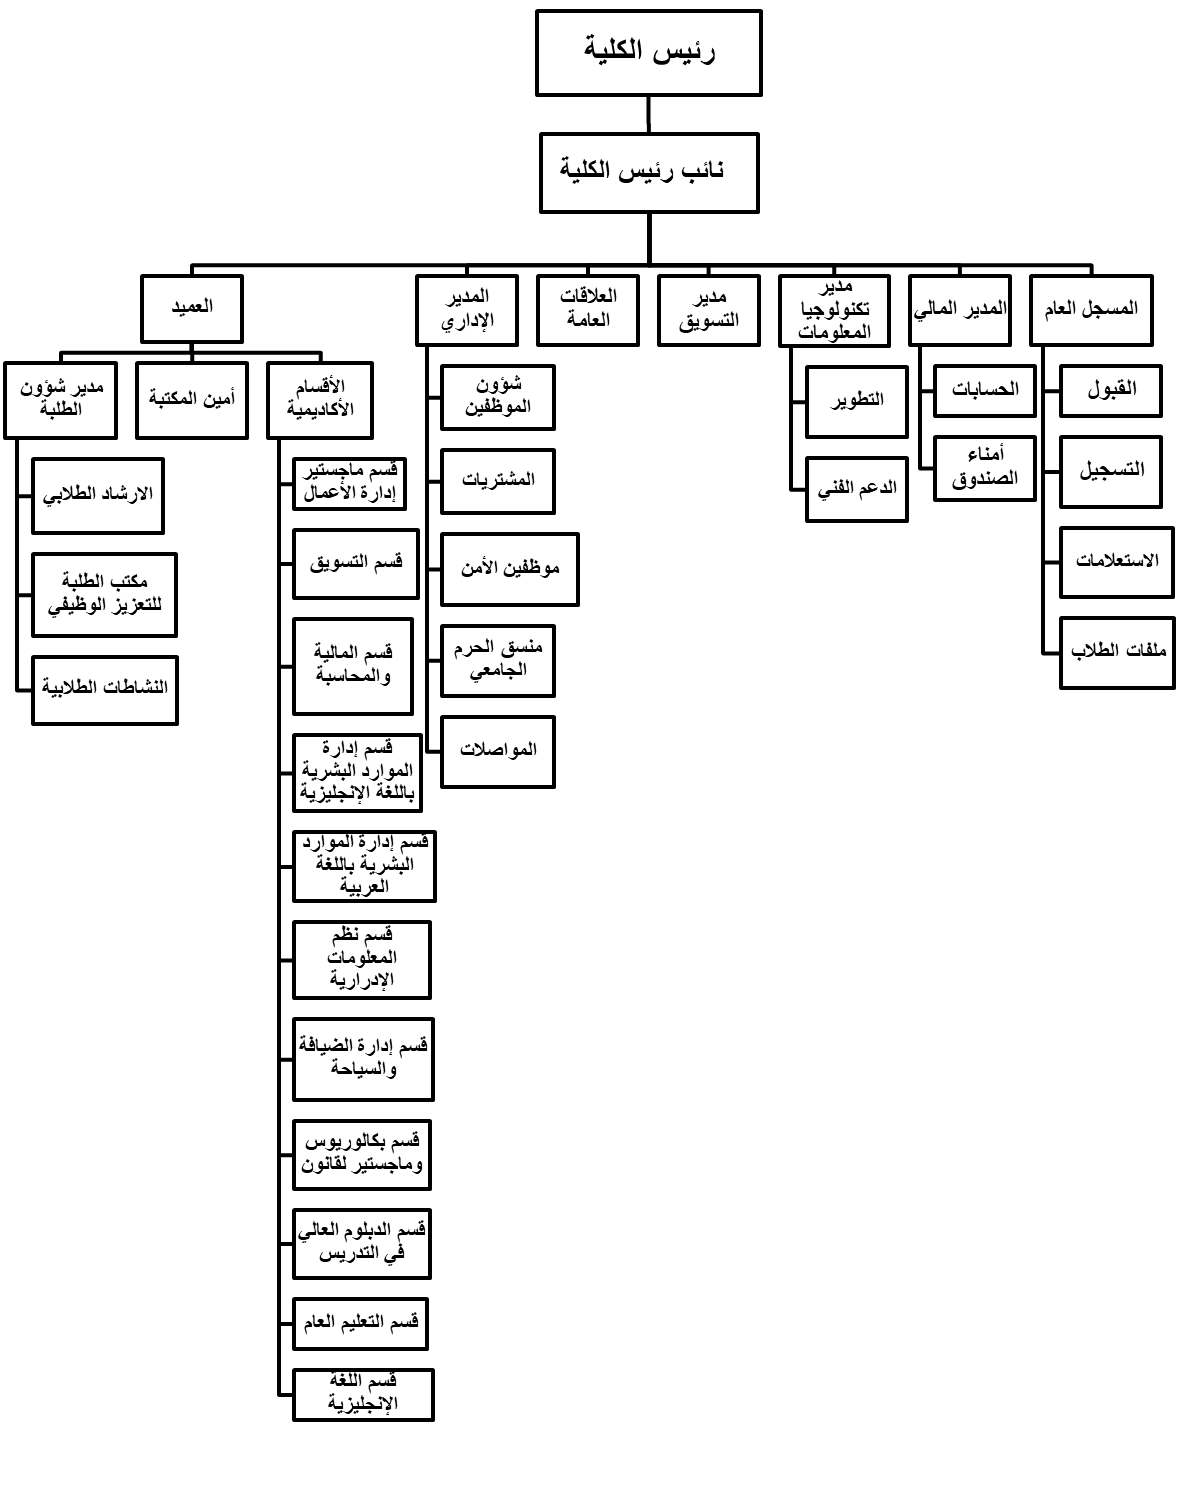 رئيس الكلية
نائب رئيس الكلية
المسجل العام
المدير المالي
مدير
تكنولوجيا
المعلومات
مدير
التسويق
العلاقات
العامة
المدير
الإداري
العميد
القبول
التسجيل
الاستعلامات
ملفات الطلاب
الحسابات
أمناء
الصندوق
التطوير
الدعم الفني
شؤون
الموظفين
المشتريات
موظفين الأمن
منسق الحرم
الجامعي
المواصلات
الأقسام
الأكاديمية
أمين المكتبة
مدير شؤون
الطلبة
قسم ماجستير
إدارة الأعمال
قسم التسويق
قسم المالية
والمحاسبة
قسم إدارة
الموارد البشرية
باللغة الإنجليزية
قسم إدارة الموارد
البشرية باللغة
العربية
قسم نظم
المعلومات
الإدرارية
قسم إدارة الضيافة
والسياحة
قسم بكالوريوس
وماجستير لقانون
قسم الدبلوم العالي
في التدريس
قسم التعليم العام
قسم اللغة
الإنجليزية
الارشاد الطلابي
مكتب الطلبة
للتعزيز الوظيفي
النشاطات الطلابية